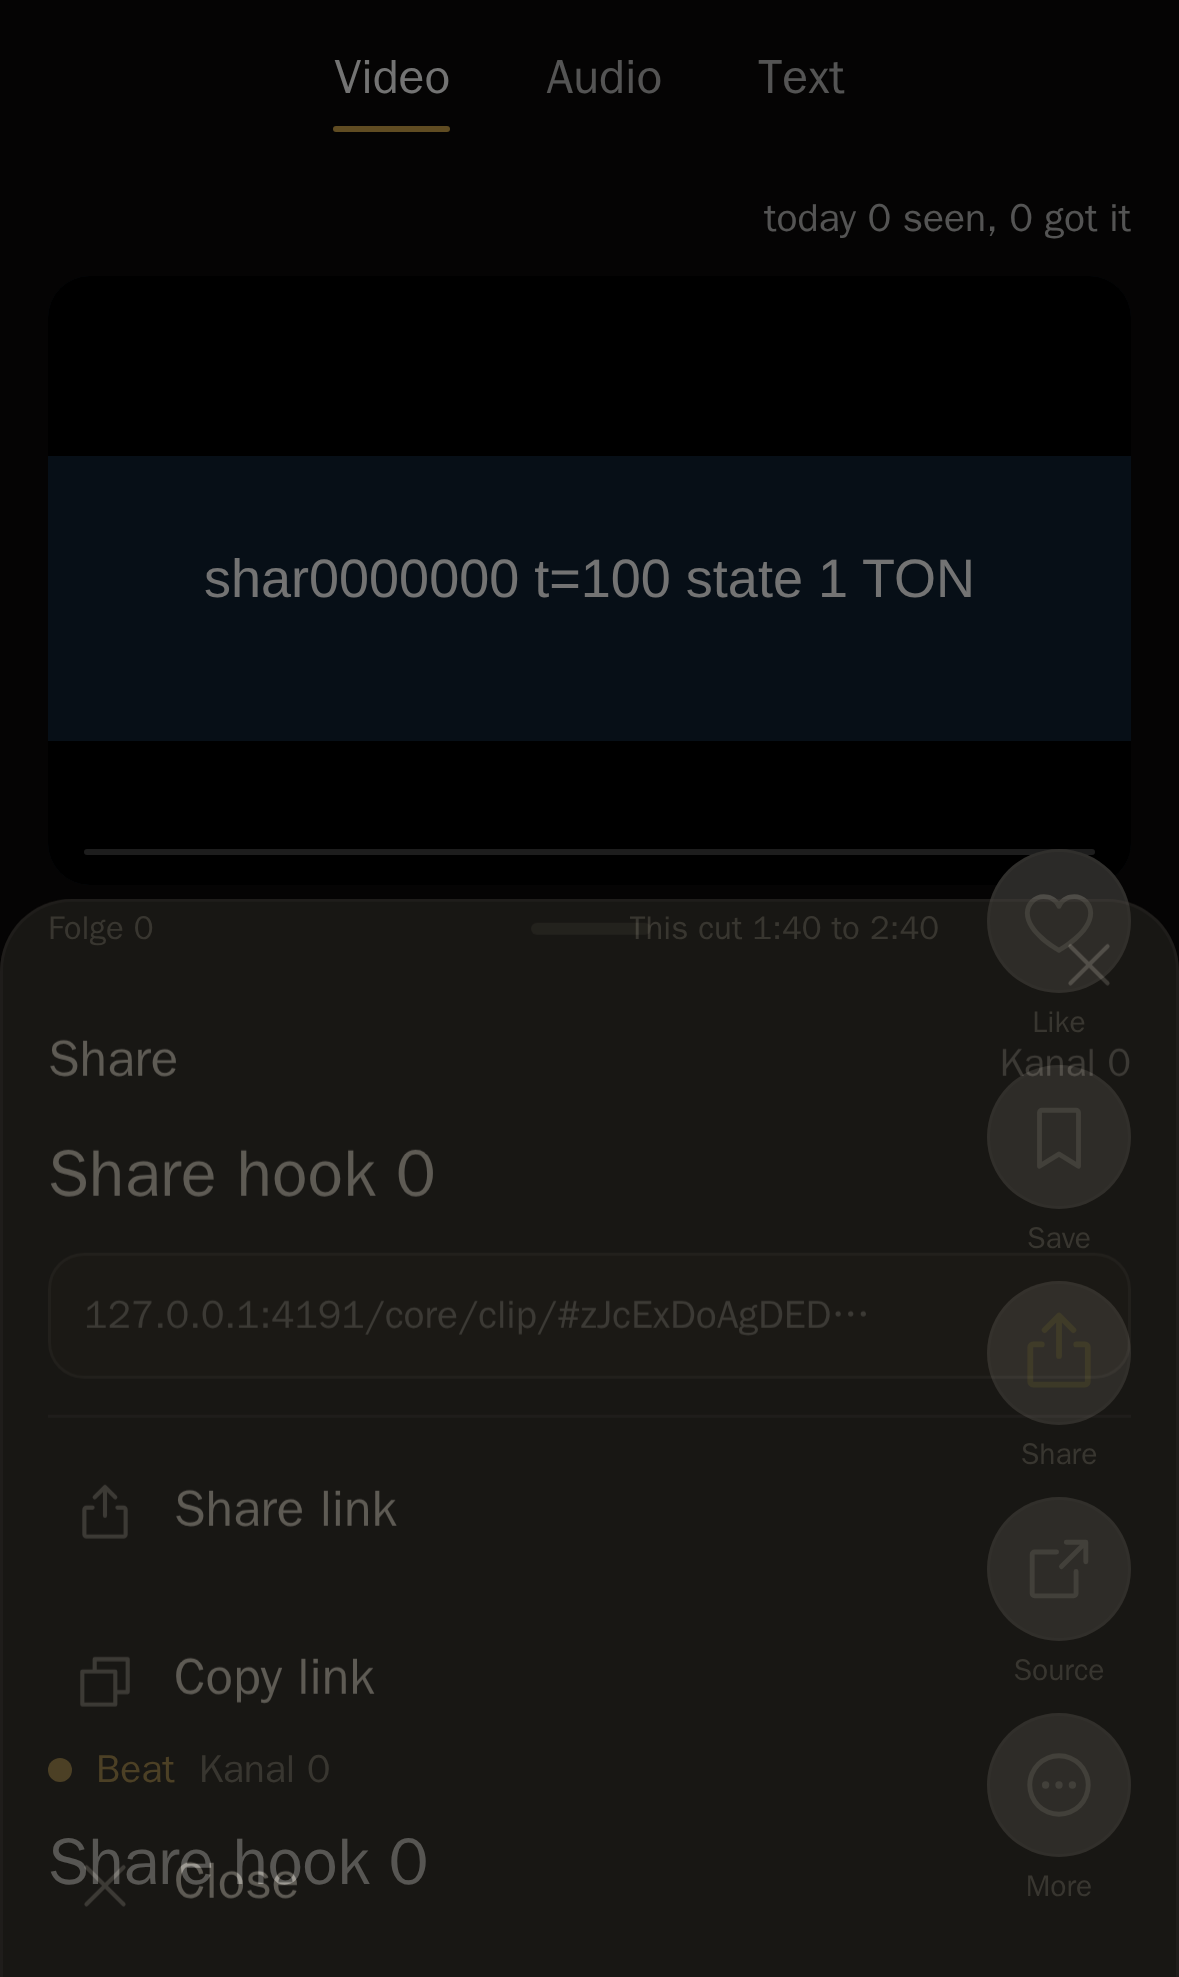 Video Audio Text
today 0 seen, 0 got it
shar0000000 t=100 state 1 TON
Folge 0 This cut 1:40 to 2:40
Like
Share
Kanal 0
Share hook 0
Save
127.0.0.1:4191/core/clip/#zJcExDoAgDED···
Share
Share link
Source
Copy link
Beat Kanal 0
Share hook 0
Close
More